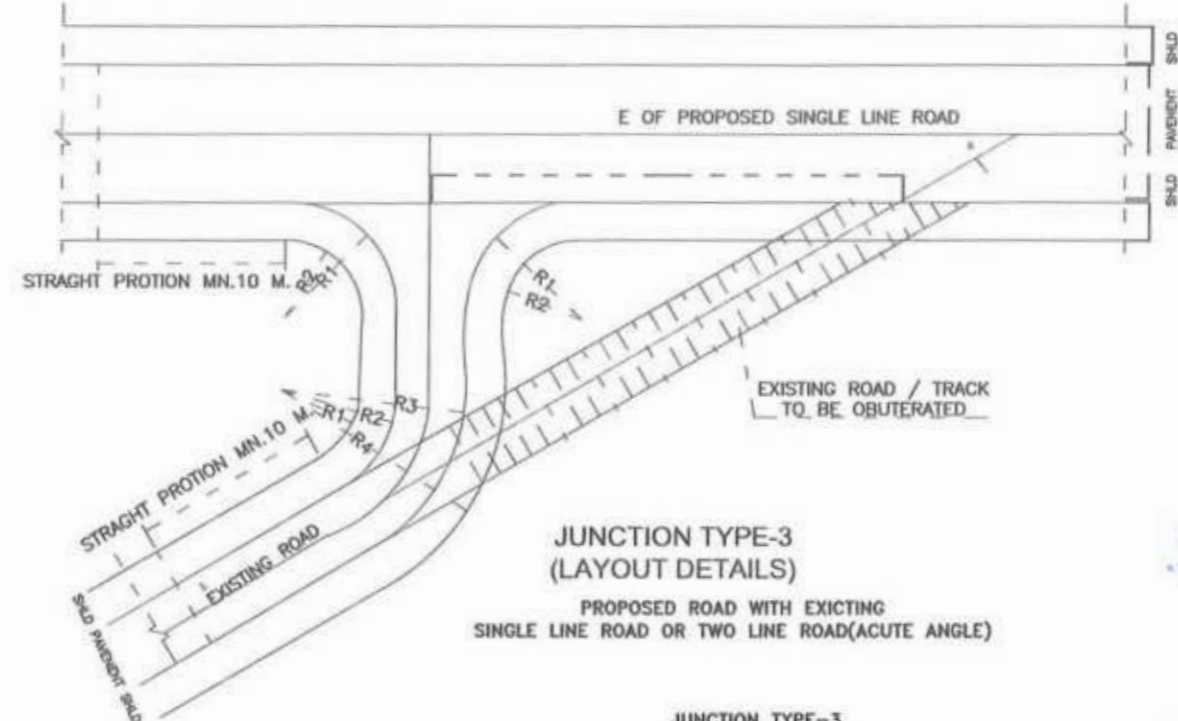 SHLD
E OF PROPOSED SINGLE LINE ROAD
PAVEMENT
SHLD
STRAGHT PROTION MN.10 M.
R2
R1
R1
R2
R3
R1
R2
R4
EXISTING ROAD / TRACK
TO BE OBUTERATED
STRAGHT PROTION MN.10 M.
EXISTING ROAD
SHLD PAVEMENT SHLD
JUNCTION TYPE-3
(LAYOUT DETAILS)
PROPOSED ROAD WITH EXICTING
SINGLE LINE ROAD OR TWO LINE ROAD(ACUTE ANGLE)
JUNCTION TYPE-3